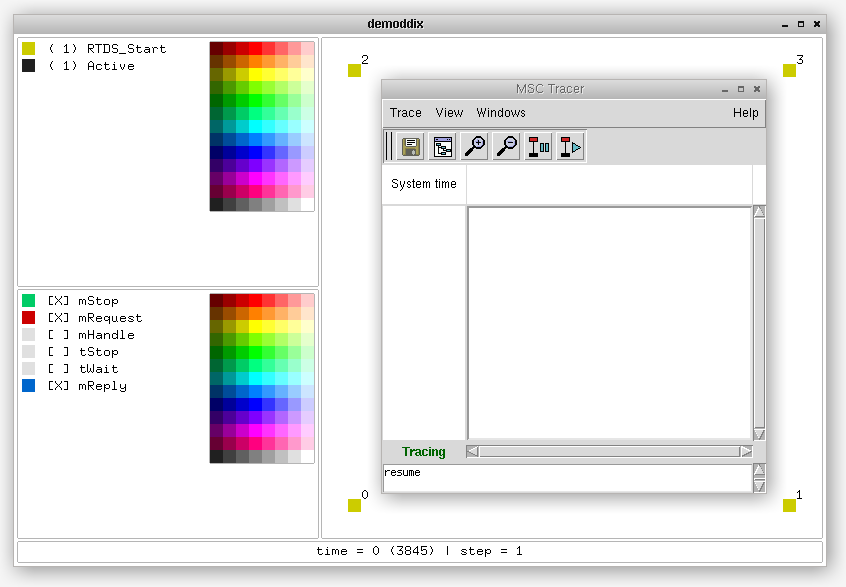 demoddix
( 1) RTDS_Start
( 1) Active
2
3
MSC Tracer
Trace View Windows Help
System time
[X] mStop
[X] mRequest
[ ] mHandle
[ ] tStop
[ ] tWait
[X] mReply
Tracing
resume
0
1
time = 0 (3845) | step = 1